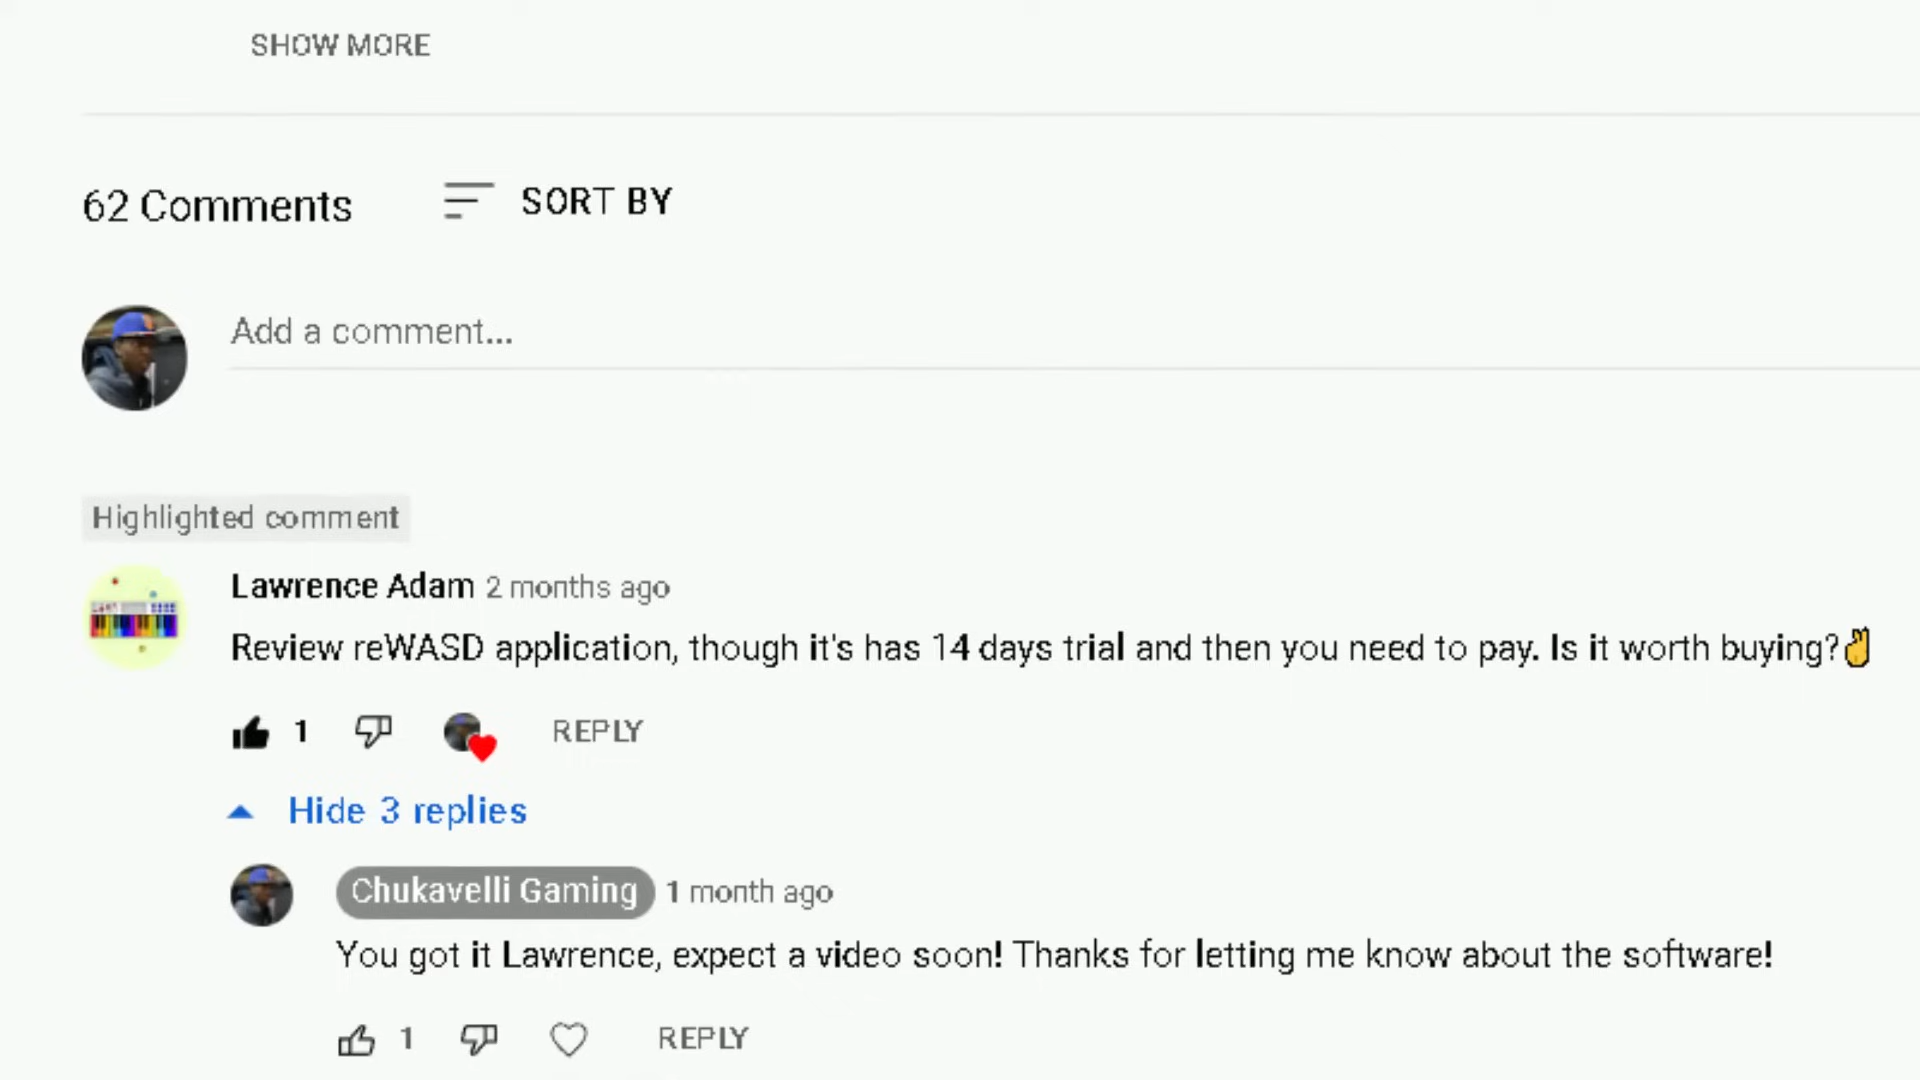 SHOW MORE
62 Comments
SORT BY
Add a comment...
Highlighted comment
Lawrence Adam 2 months ago
Review reWASD application, though it's has 14 days trial and then you need to pay. Is it worth buying?✌
1
REPLY
Hide 3 replies
Chukavelli Gaming 1 month ago
You got it Lawrence, expect a video soon! Thanks for letting me know about the software!
1
REPLY